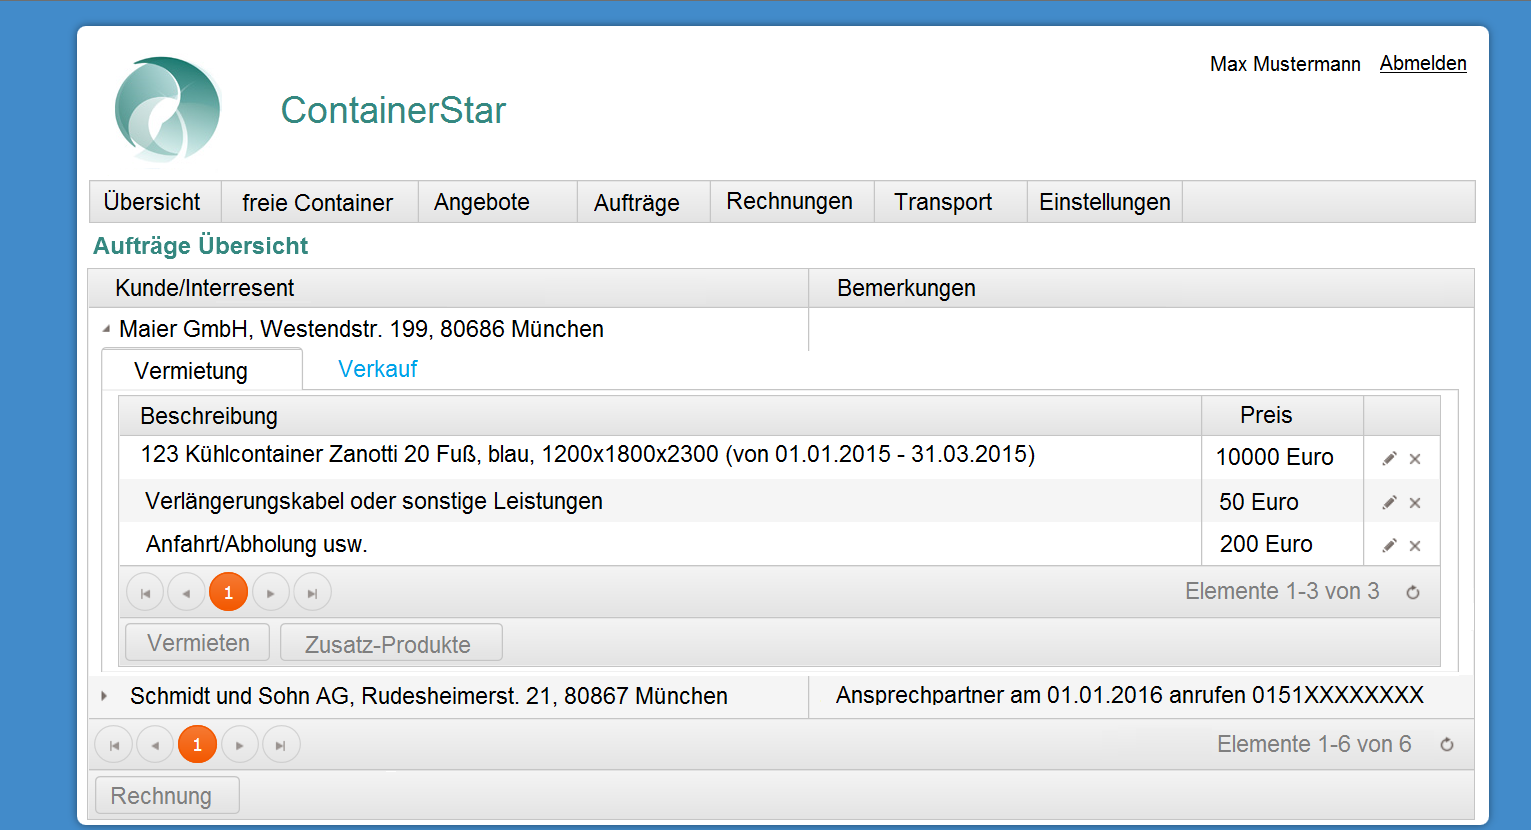 Max Mustermann Abmelden
ContainerStar
Übersicht freie Container Angebote Aufträge Rechnungen Transport Einstellungen
Aufträge Übersicht
Kunde/Interresent Bemerkungen
Maier GmbH, Westendstr. 199, 80686 München
Vermietung Verkauf
Beschreibung Preis
123 Kühlcontainer Zanotti 20 Fuß, blau, 1200x1800x2300 (von 01.01.2015 - 31.03.2015) 10000 Euro
Verlängerungskabel oder sonstige Leistungen 50 Euro
Anfahrt/Abholung usw. 200 Euro
1 Elemente 1-3 von 3
Vermieten Zusatz-Produkte
Schmidt und Sohn AG, Rudesheimerst. 21, 80867 München Ansprechpartner am 01.01.2016 anrufen 0151XXXXXXXX
1 Elemente 1-6 von 6
Rechnung